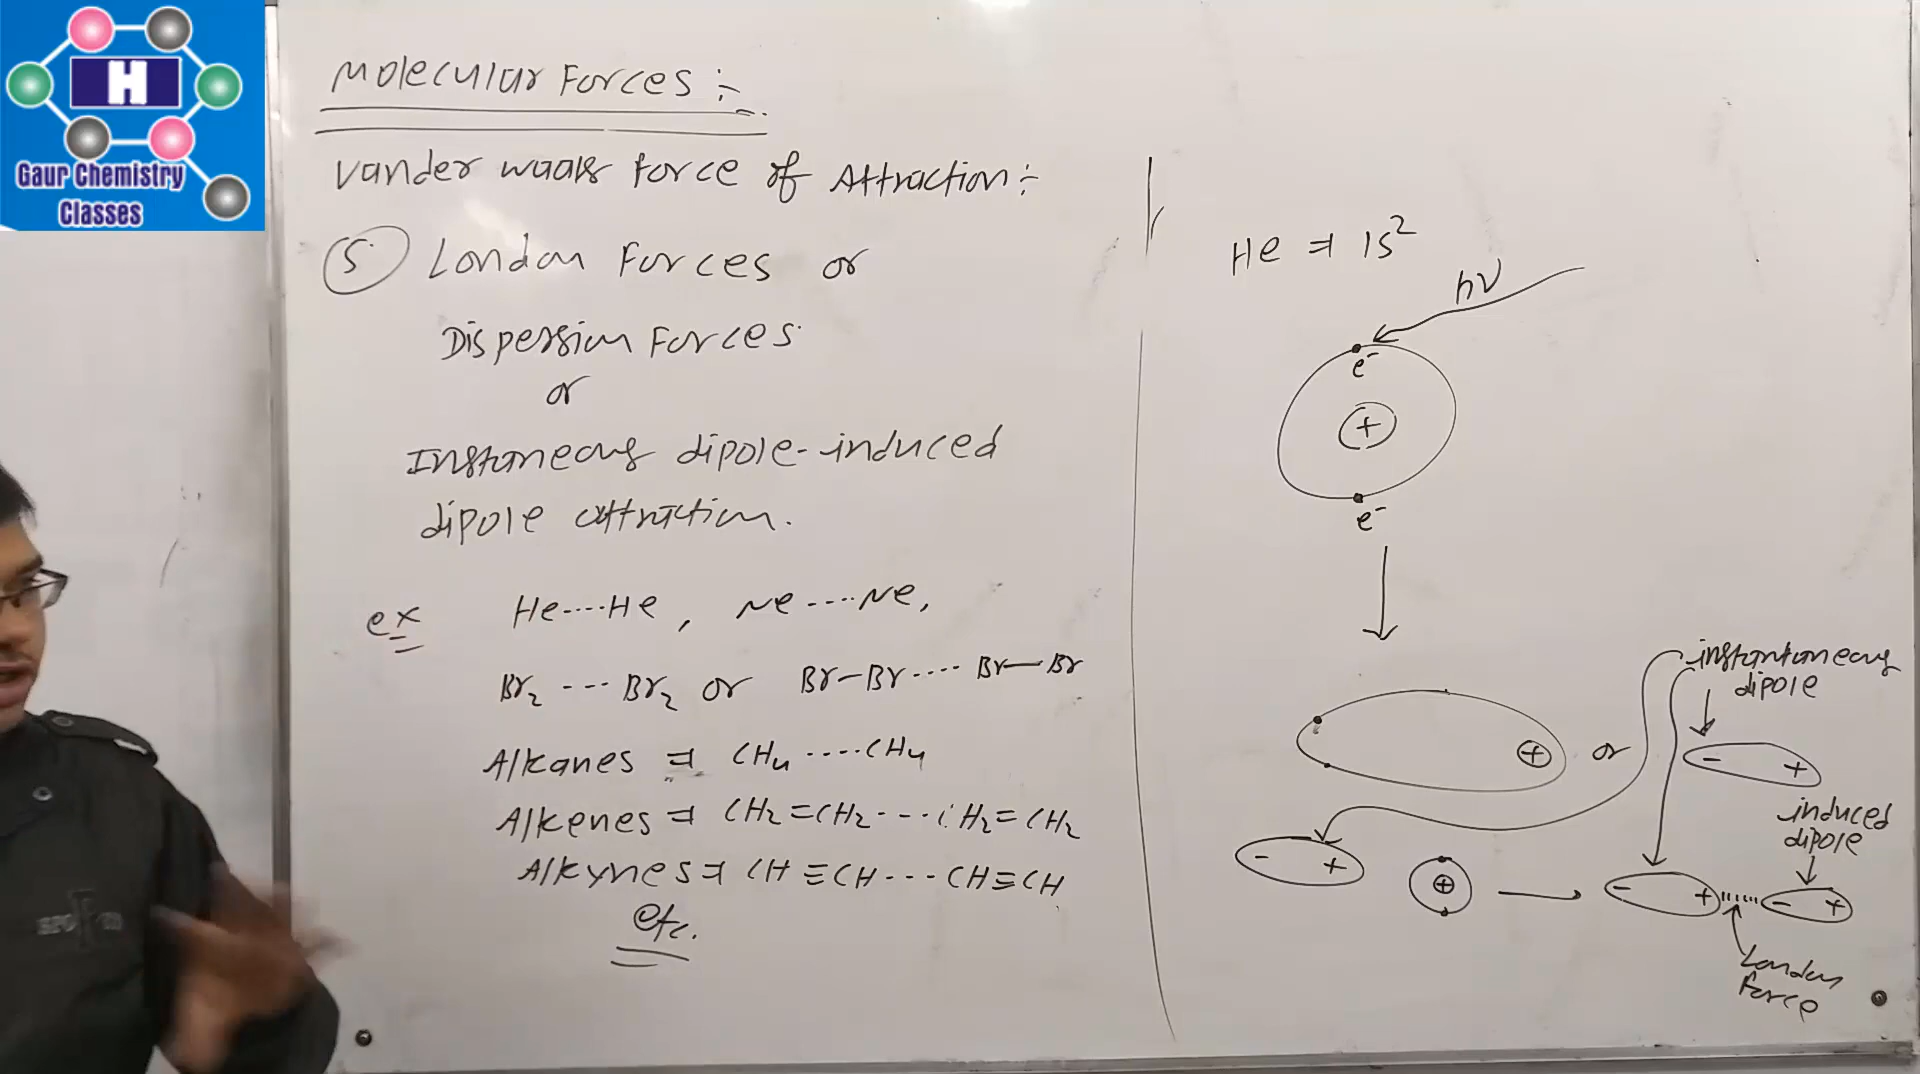 H
Gaur Chemistry
Classes
Molecular Forces :-
Vander waals Force of Attraction :-
5 London Forces or
Dispersion Forces
or
Instaneous dipole-induced
dipole attraction.
ex He----He , Ne----Ne,
Br2 --- Br2 or Br-Br---- Br-Br
Alkanes ⇒ CH4 ----CH4
Alkenes ⇒ CH2=CH2---CH2=CH2
Alkynes ⇒ CH≡CH--- CH≡CH
etc.
He ⇒ 1s²
hν
e⁻
+
e⁻
+ or
instantaneous
dipole
- +
induced
dipole
- +
+
- + - +
London
Force